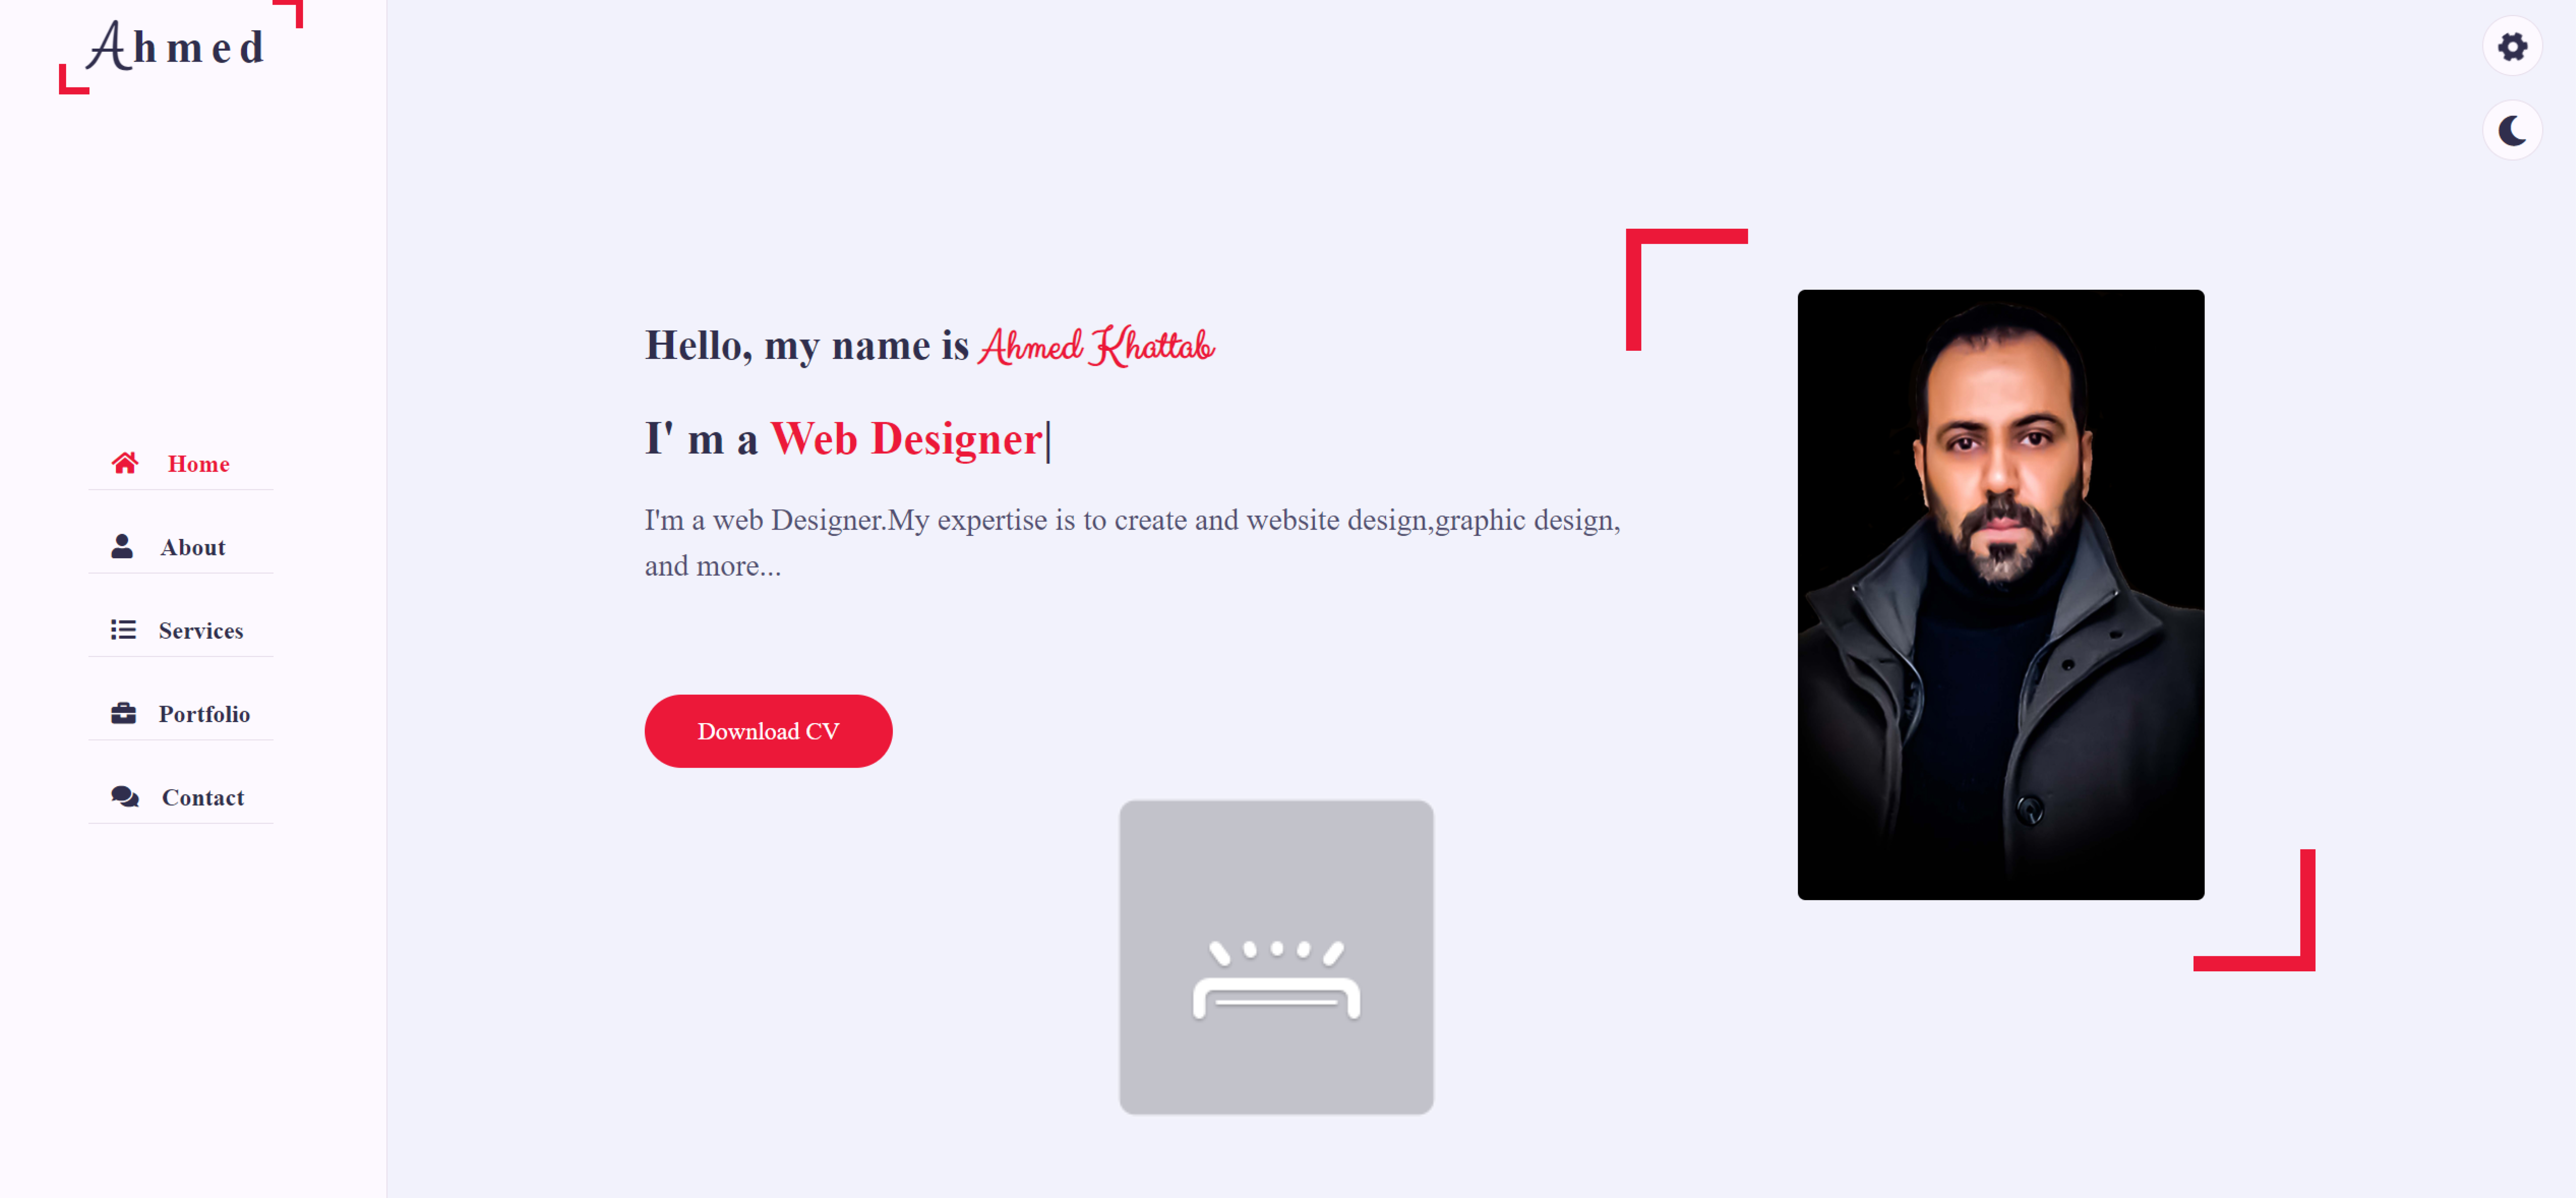 Ahmed
Home
About
Services
Portfolio
Contact
Hello, my name is Ahmed Khattab
I' m a Web Designer|
I'm a web Designer.My expertise is to create and website design,graphic design,
and more...
Download CV